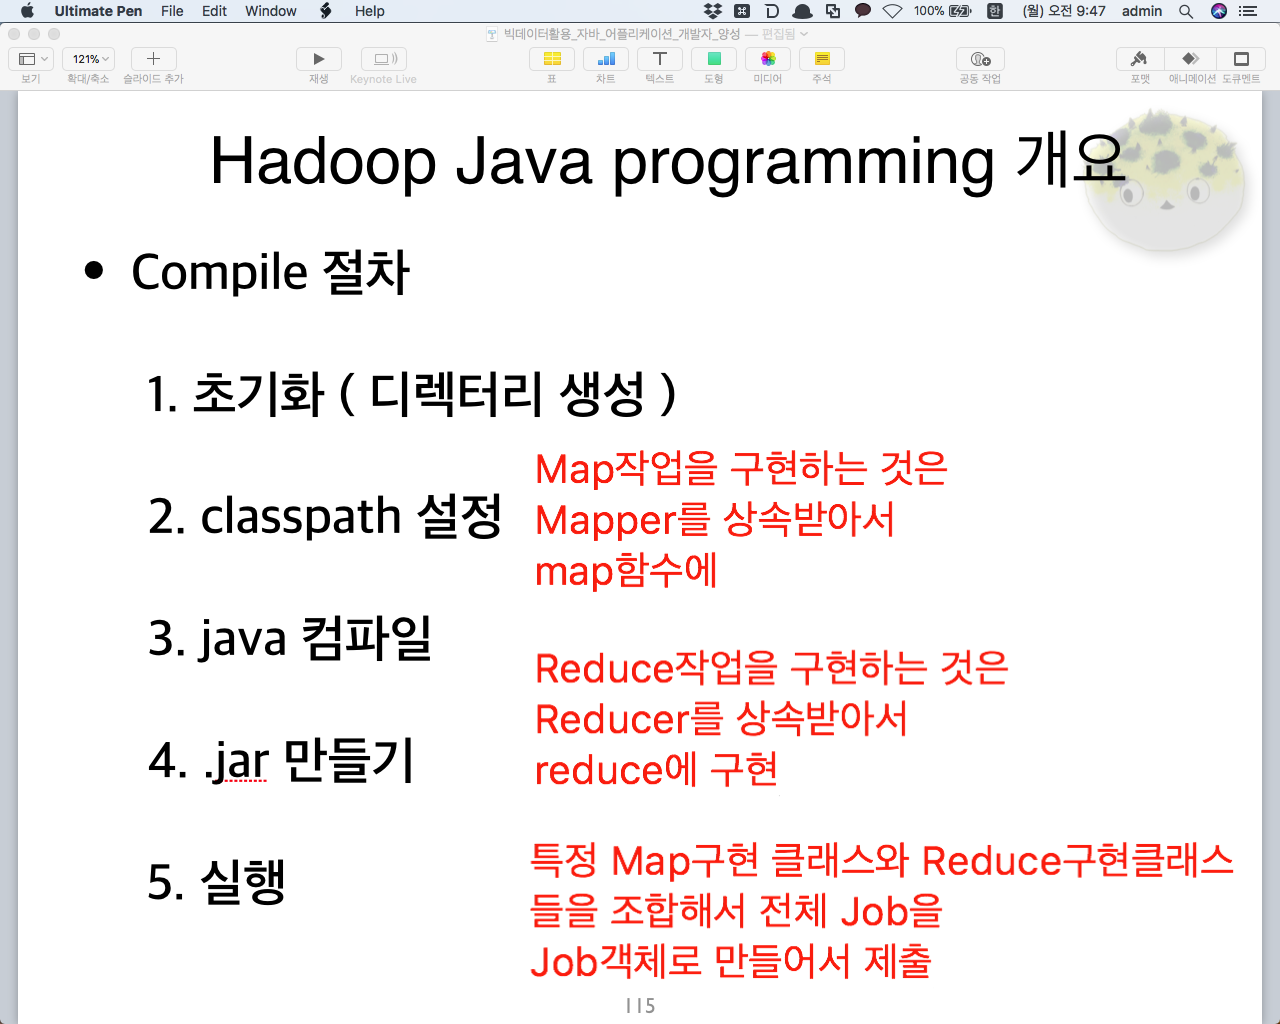 Ultimate Pen File Edit Window Help 100% 한 (월) 오전 9:47 admin
빅데이터활용_자바_어플리케이션_개발자_양성 — 편집됨
121%
보기 확대/축소 슬라이드 추가 재생 Keynote Live 표 차트 텍스트 도형 미디어 주석 공동 작업 포맷 애니메이션 도큐멘트
Hadoop Java programming 개요
• Compile 절차
1. 초기화 ( 디렉터리 생성 )
Map작업을 구현하는 것은
2. classpath 설정
Mapper를 상속받아서
map함수에
3. java 컴파일
Reduce작업을 구현하는 것은
Reducer를 상속받아서
4. .jar 만들기
reduce에 구현
5. 실행
특정 Map구현 클래스와 Reduce구현클래스
들을 조합해서 전체 Job을
Job객체로 만들어서 제출
115